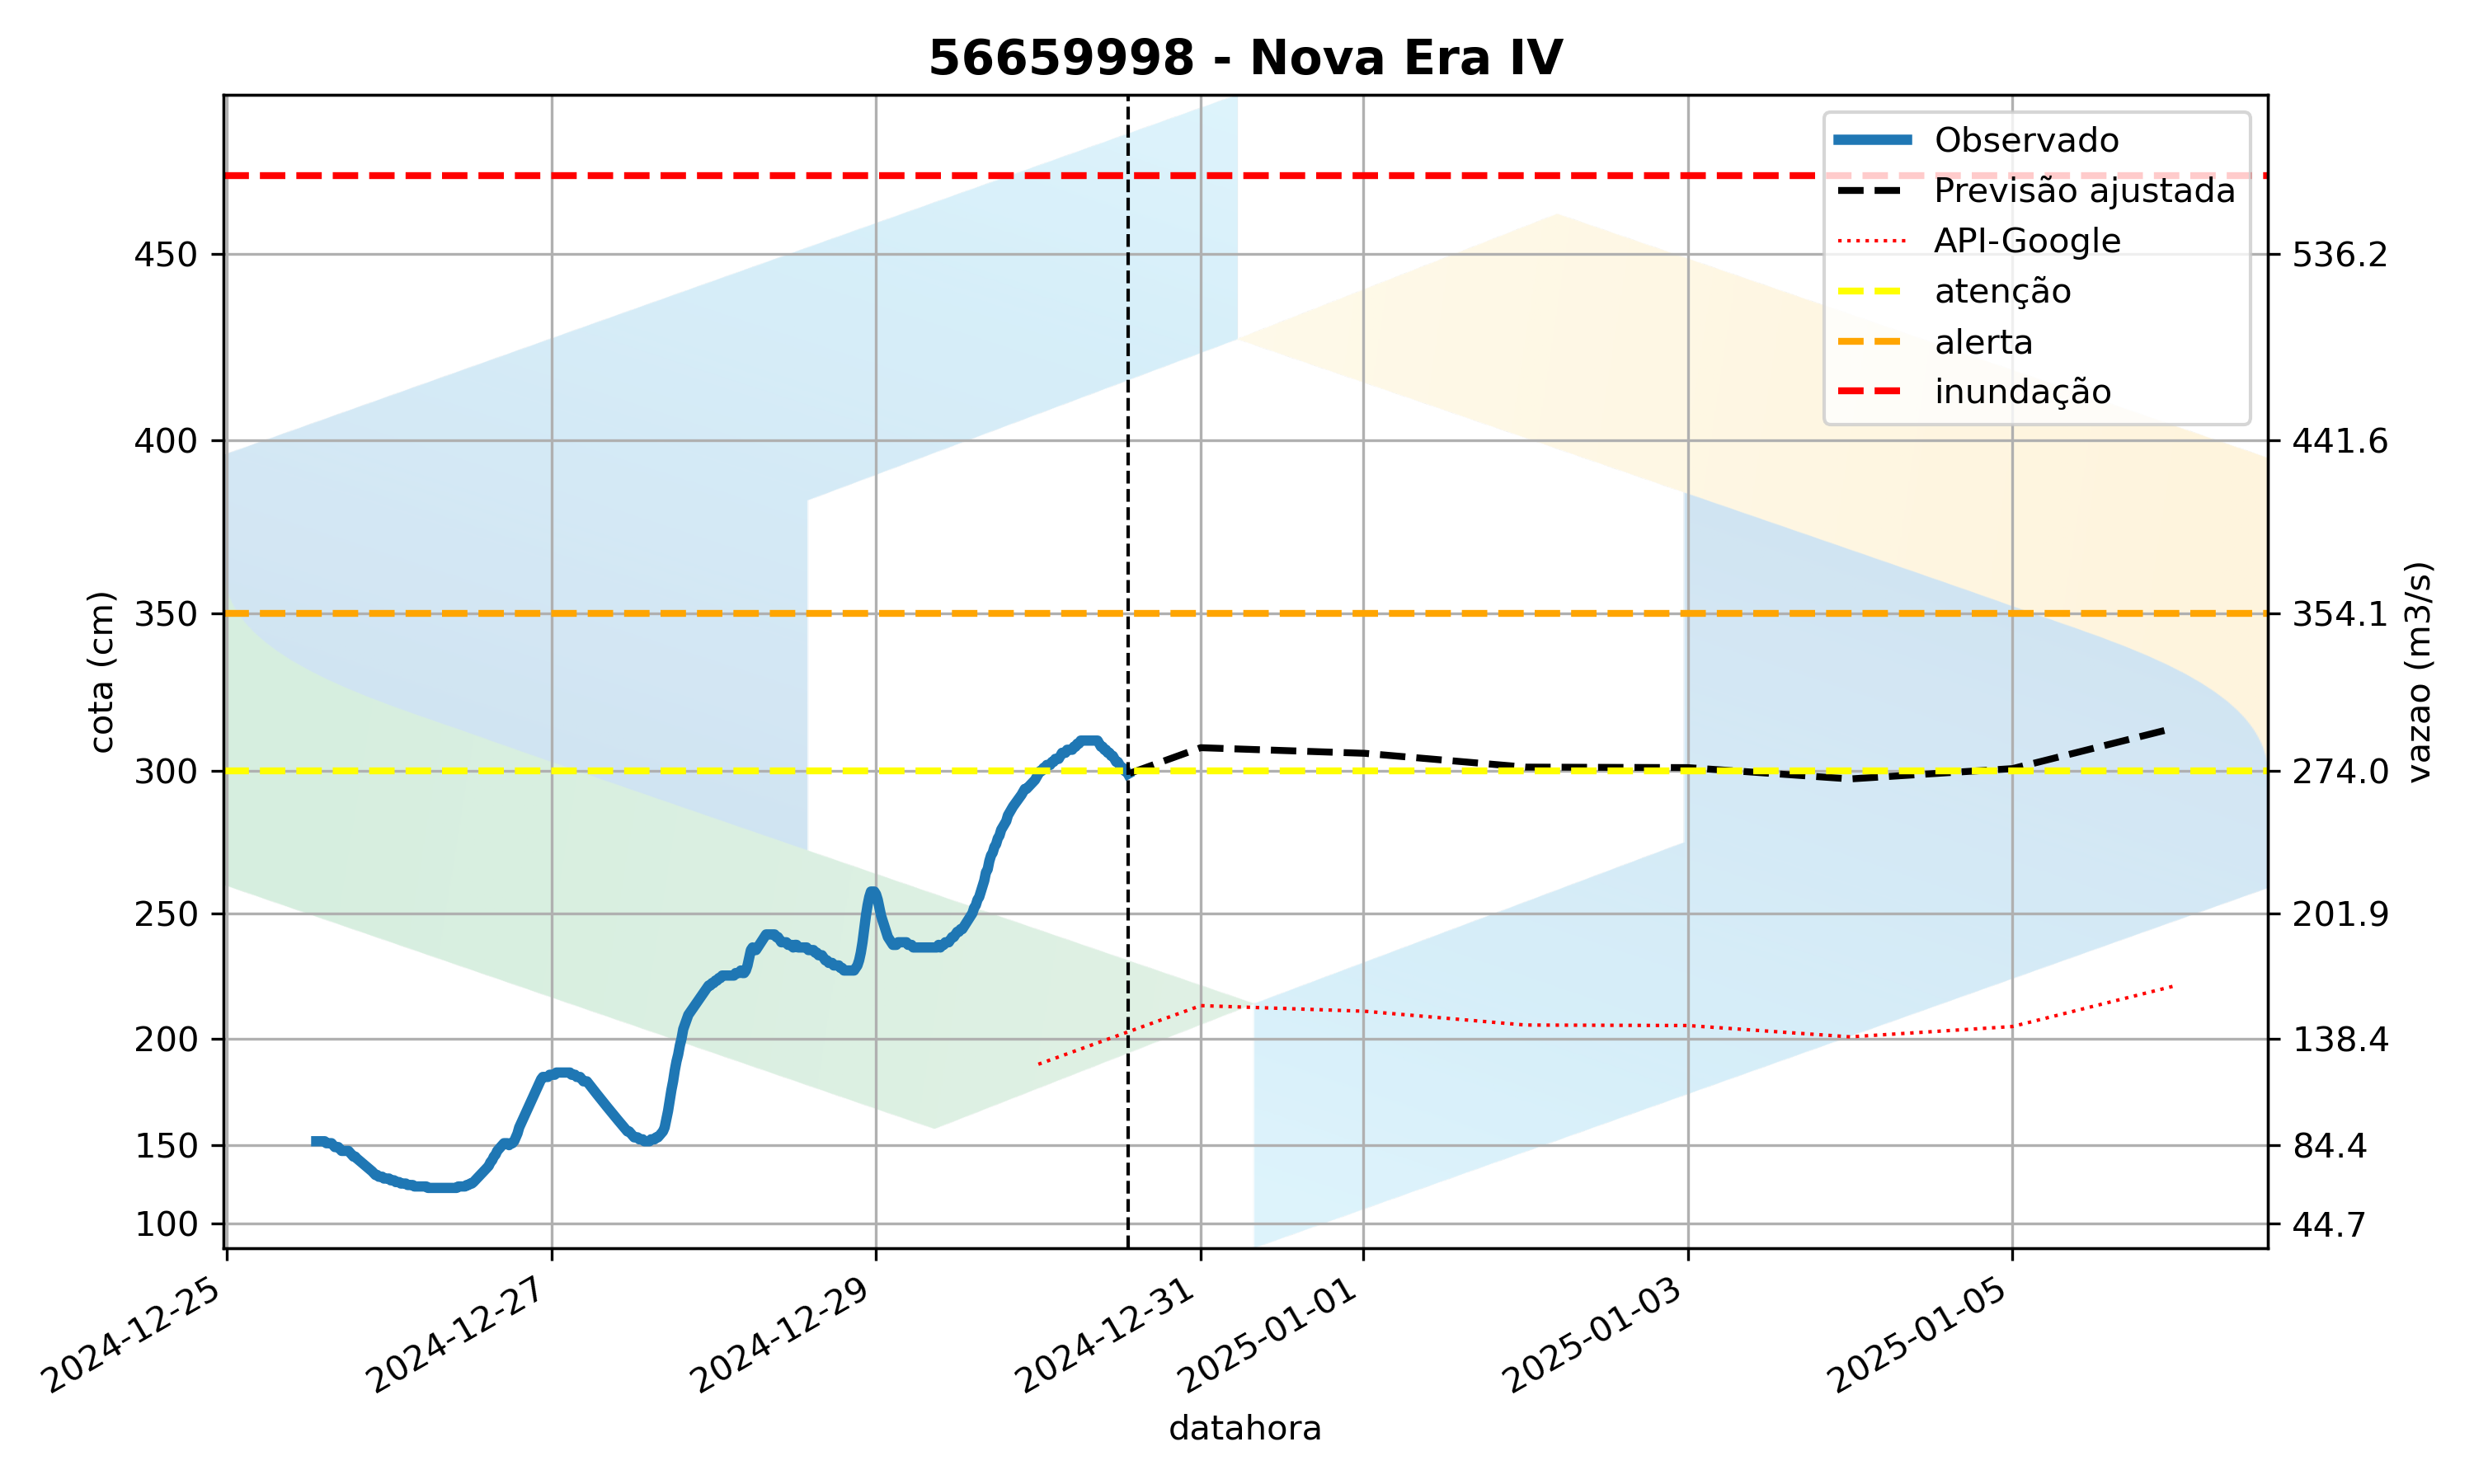 56659998 - Nova Era IV
Observado
Previsão ajustada
API-Google
atenção
alerta
inundação
450
400
350
300
250
200
150
100
cota (cm)
536.2
441.6
354.1
274.0
201.9
138.4
84.4
44.7
vazao (m3/s)
2024-12-25
2024-12-27
2024-12-29
2024-12-31
2025-01-01
2025-01-03
2025-01-05
datahora